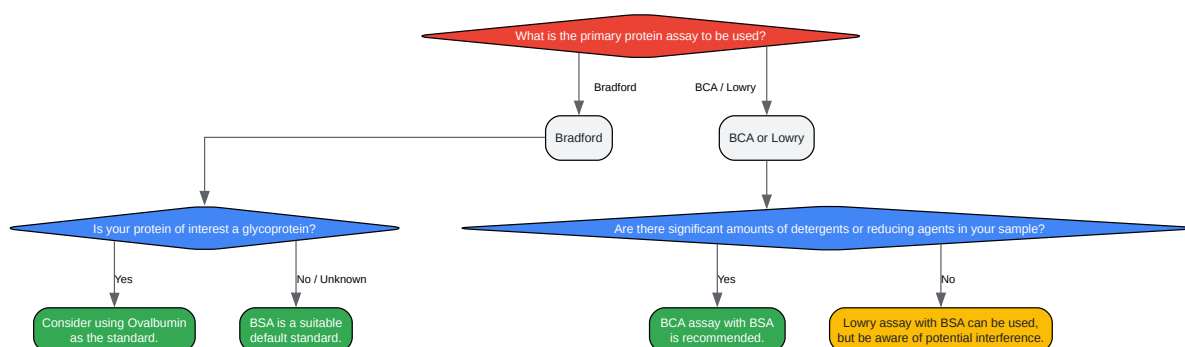 What is the primary protein assay to be used?
Bradford
BCA / Lowry
Bradford
BCA or Lowry
Is your protein of interest a glycoprotein?
Are there significant amounts of detergents or reducing agents in your sample?
Yes
No / Unknown
Yes
No
Consider using Ovalbumin
as the standard.
BSA is a suitable
default standard.
BCA assay with BSA
is recommended.
Lowry assay with BSA can be used,
but be aware of potential interference.